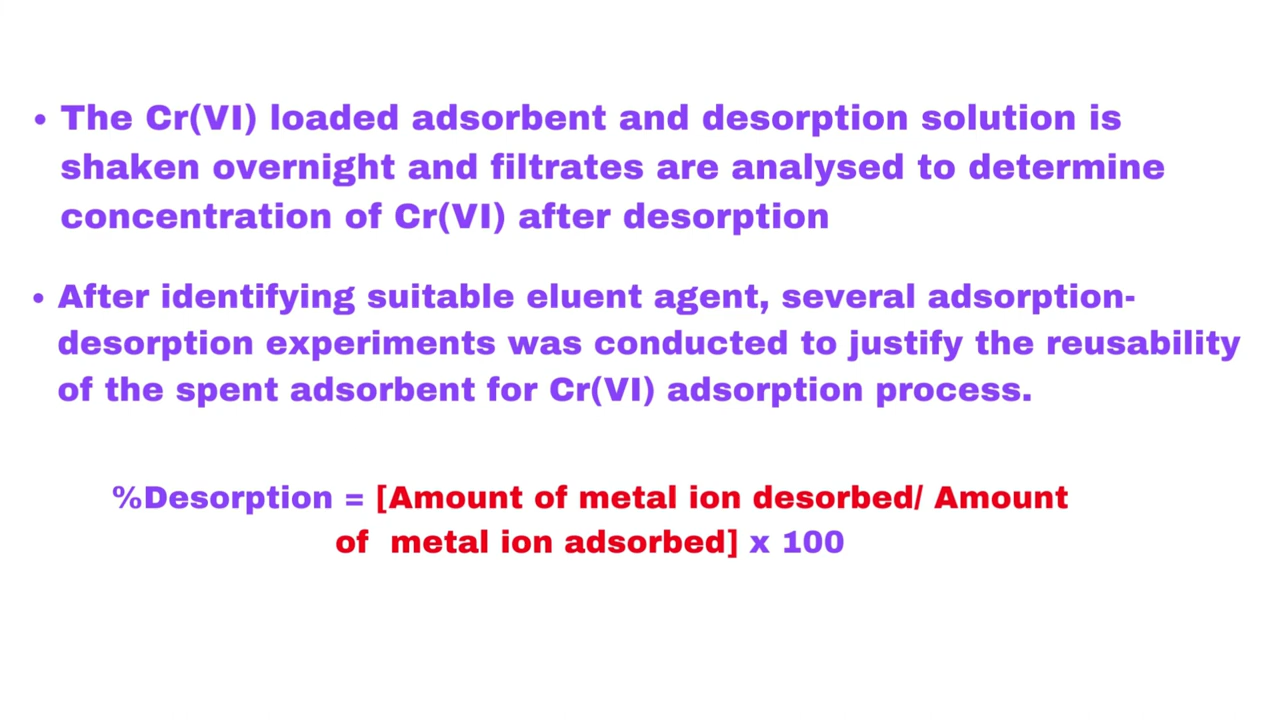 • The Cr(VI) loaded adsorbent and desorption solution is
shaken overnight and filtrates are analysed to determine
concentration of Cr(VI) after desorption
• After identifying suitable eluent agent, several adsorption-
desorption experiments was conducted to justify the reusability
of the spent adsorbent for Cr(VI) adsorption process.
%Desorption = [Amount of metal ion desorbed/ Amount
of metal ion adsorbed] x 100